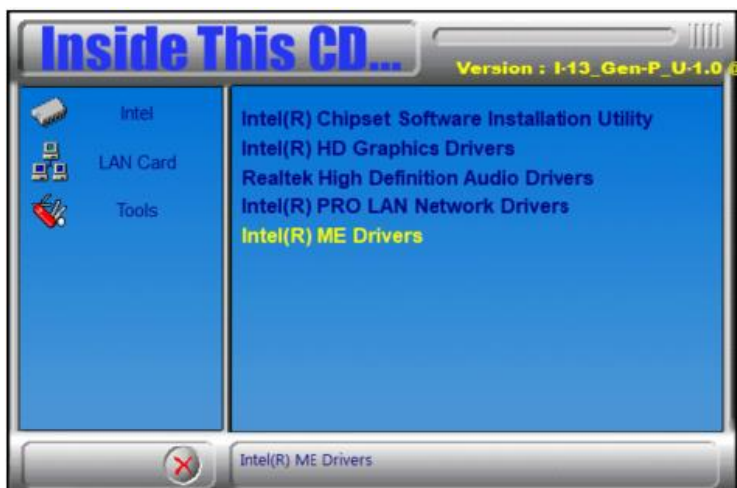 Inside This CD...
Version : I-13_Gen-P_U-1.0
Intel
LAN Card
Tools
Intel(R) Chipset Software Installation Utility
Intel(R) HD Graphics Drivers
Realtek High Definition Audio Drivers
Intel(R) PRO LAN Network Drivers
Intel(R) ME Drivers
Intel(R) ME Drivers